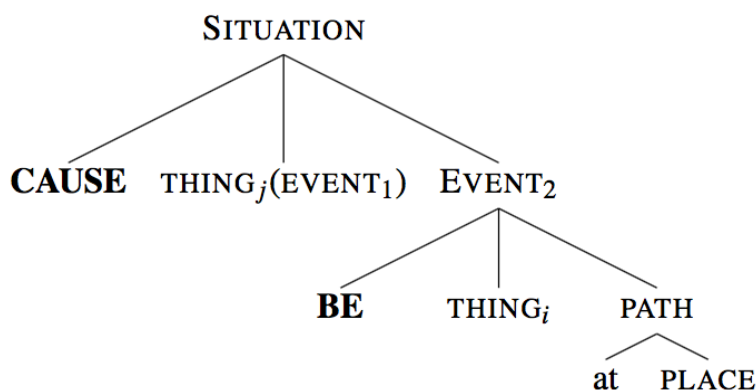 SITUATION
CAUSE THINGj(EVENT1) EVENT2
BE THINGi PATH
at PLACE